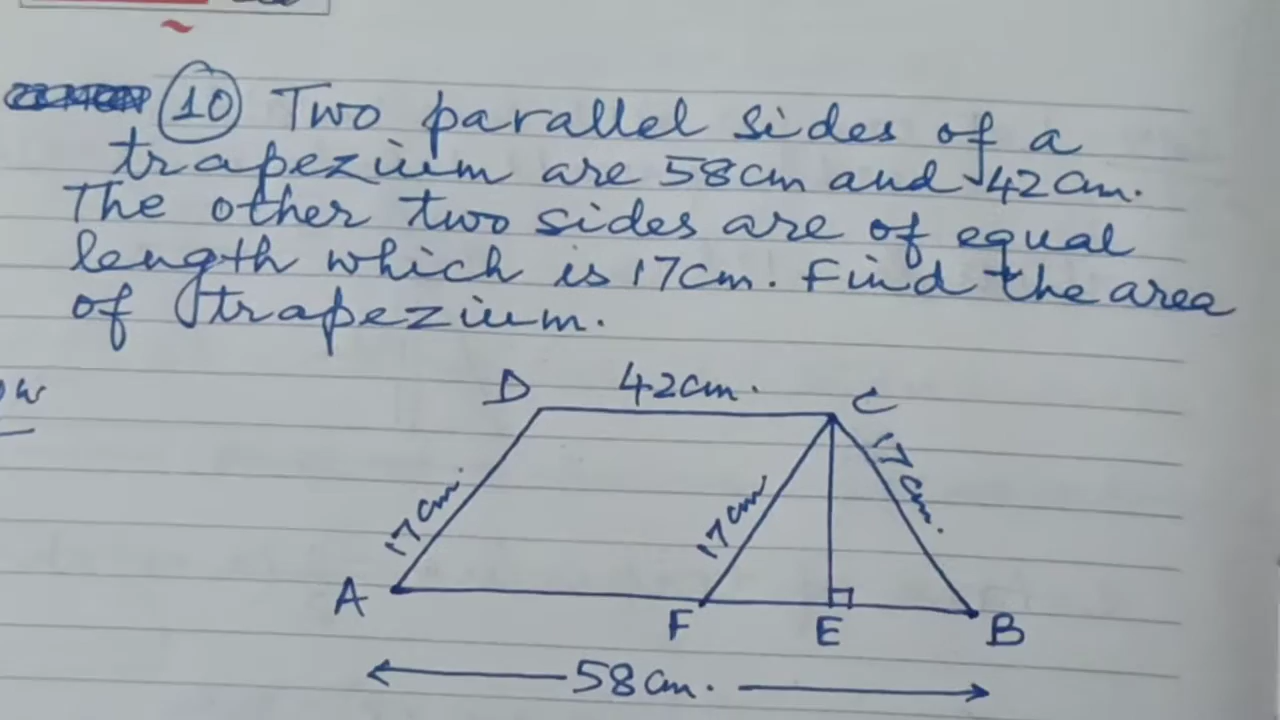 10 Two parallel sides of a
trapezium are 58cm and 42cm.
The other two sides are of equal
length which is 17cm. Find the area
of trapezium.
D 42cm. C
17cm. 17cm 17cm.
A F E B
58cm.